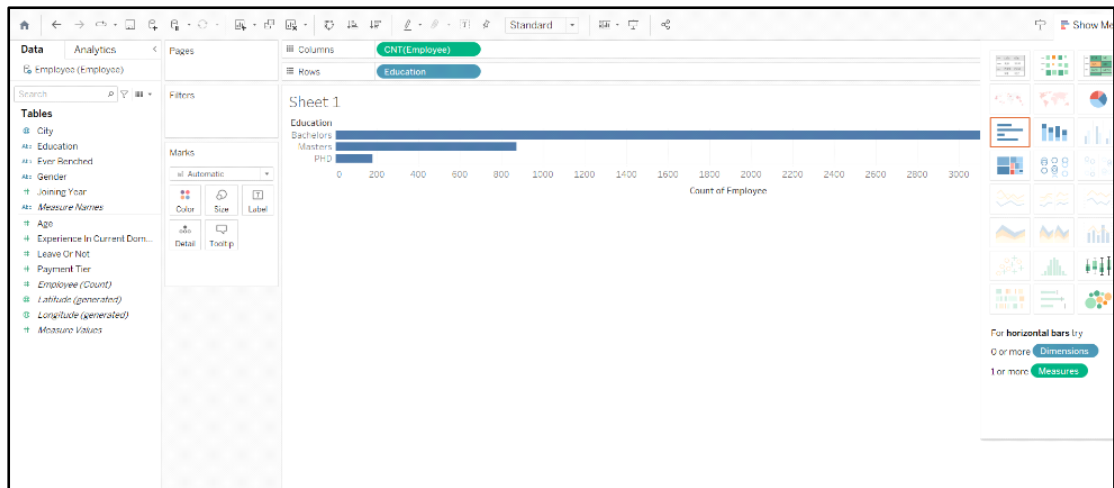 Standard
Show Me
Data
Analytics
Employee (Employee)
Search
Tables
City
Abc Education
Abc Ever Benched
Abc Gender
Joining Year
Abc Measure Names
Age
Experience In Current Dom...
Leave Or Not
Payment Tier
Employee (Count)
Latitude (generated)
Longitude (generated)
Measure Values
Pages
Filters
Marks
Automatic
Color
Size
Label
Detail
Tooltip
Columns
CNT(Employee)
Rows
Education
Sheet 1
Education
Bachelors
Masters
PHD
0 200 400 600 800 1000 1200 1400 1600 1800 2000 2200 2400 2600 2800 3000
Count of Employee
For horizontal bars try
0 or more Dimensions
1 or more Measures